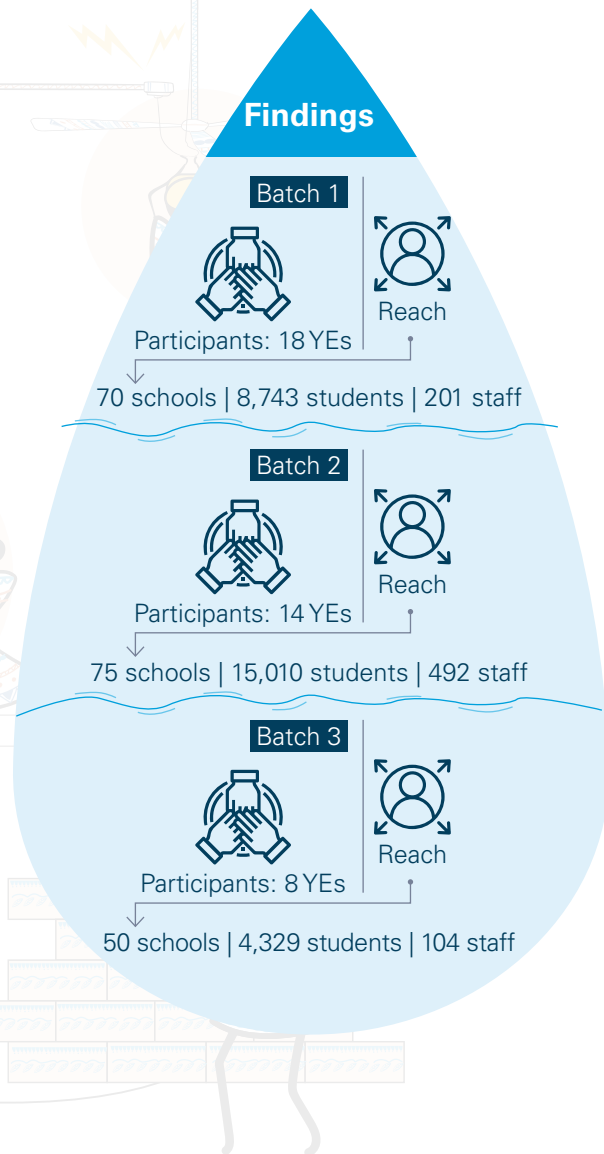 Findings
Batch 1
Reach
Participants: 18 YEs
70 schools | 8,743 students | 201 staff
Batch 2
Reach
Participants: 14 YEs
75 schools | 15,010 students | 492 staff
Batch 3
Reach
Participants: 8 YEs
50 schools | 4,329 students | 104 staff